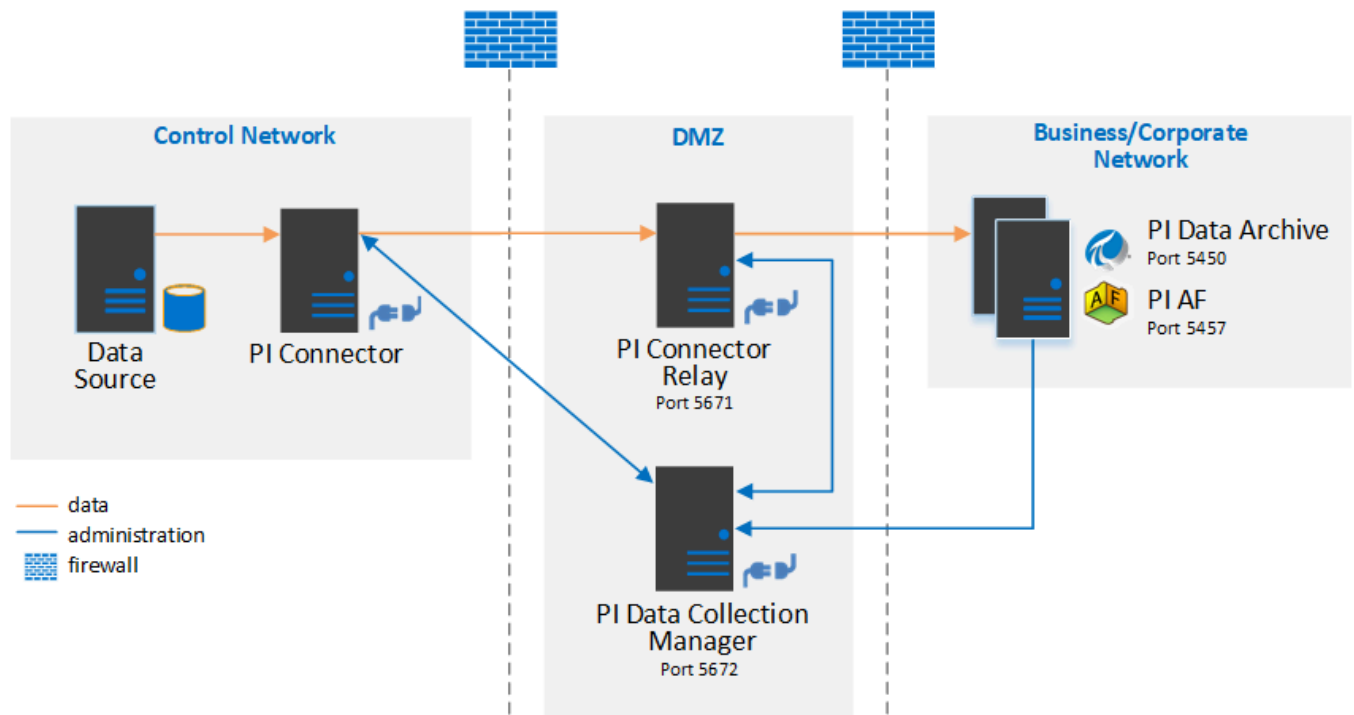 Control Network
DMZ
Business/Corporate
Network
PI Data Archive
Port 5450
AF
PI AF
Port 5457
Data
Source
PI Connector
PI Connector
Relay
Port 5671
data
administration
firewall
PI Data Collection
Manager
Port 5672